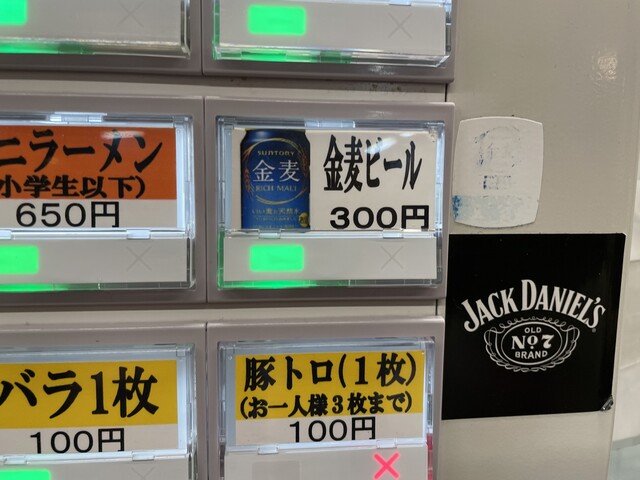 ニラーメン
小学生以下)
650円
SUNTORY
金麦
RICH MALT
金麦ビール
300円
JACK DANIEL'S
OLD
No.7
BRAND
バラ1枚
100円
豚トロ(1枚)
(お一人様3枚まで)
100円